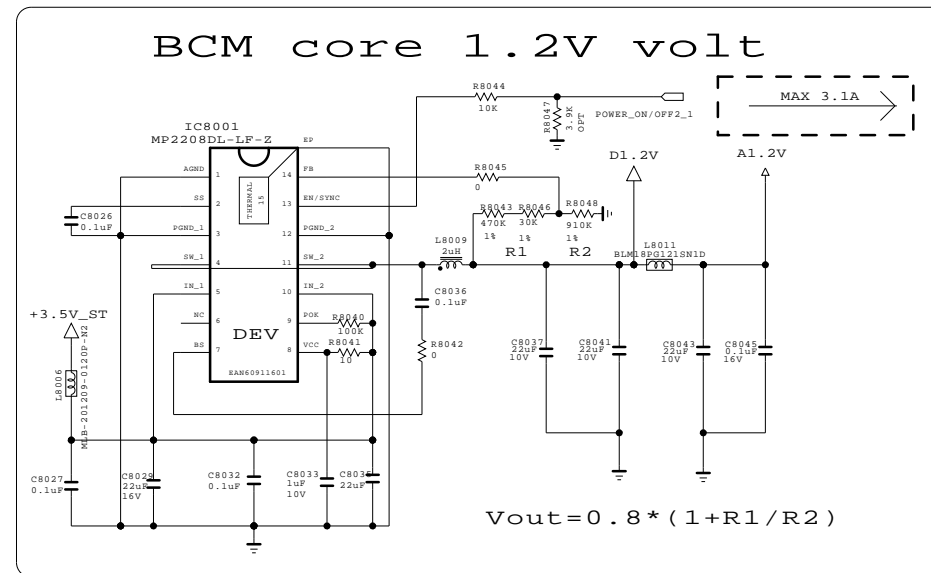 BCM core 1.2V volt
R8044
10K
R8047
3.9K
OPT
POWER_ON/OFF2_1
MAX 3.1A
IC8001
MP2208DL-LF-Z
EP
D1.2V
A1.2V
AGND
1
14
FB
R8045
0
THERMAL
15
SS
2
13
EN/SYNC
C8026
0.1uF
R8043
470K
1%
R8046
30K
1%
R8048
910K
1%
R1
R2
PGND_1
3
12
PGND_2
L8009
2uH
L8011
BLM18PG121SN1D
SW_1
4
11
SW_2
C8036
0.1uF
IN_1
5
10
IN_2
+3.5V_ST
NC
6
9
POK
R8040
100K
DEV
R8041
10
BS
7
8
VCC
R8042
0
C8037
22uF
10V
C8041
22uF
10V
C8043
22uF
10V
C8045
0.1uF
16V
EAN60911601
L8006
MLB-201209-0120P-N2
C8027
0.1uF
C8029
22uF
16V
C8032
0.1uF
C8033
1uF
10V
C8035
22uF
Vout=0.8*(1+R1/R2)